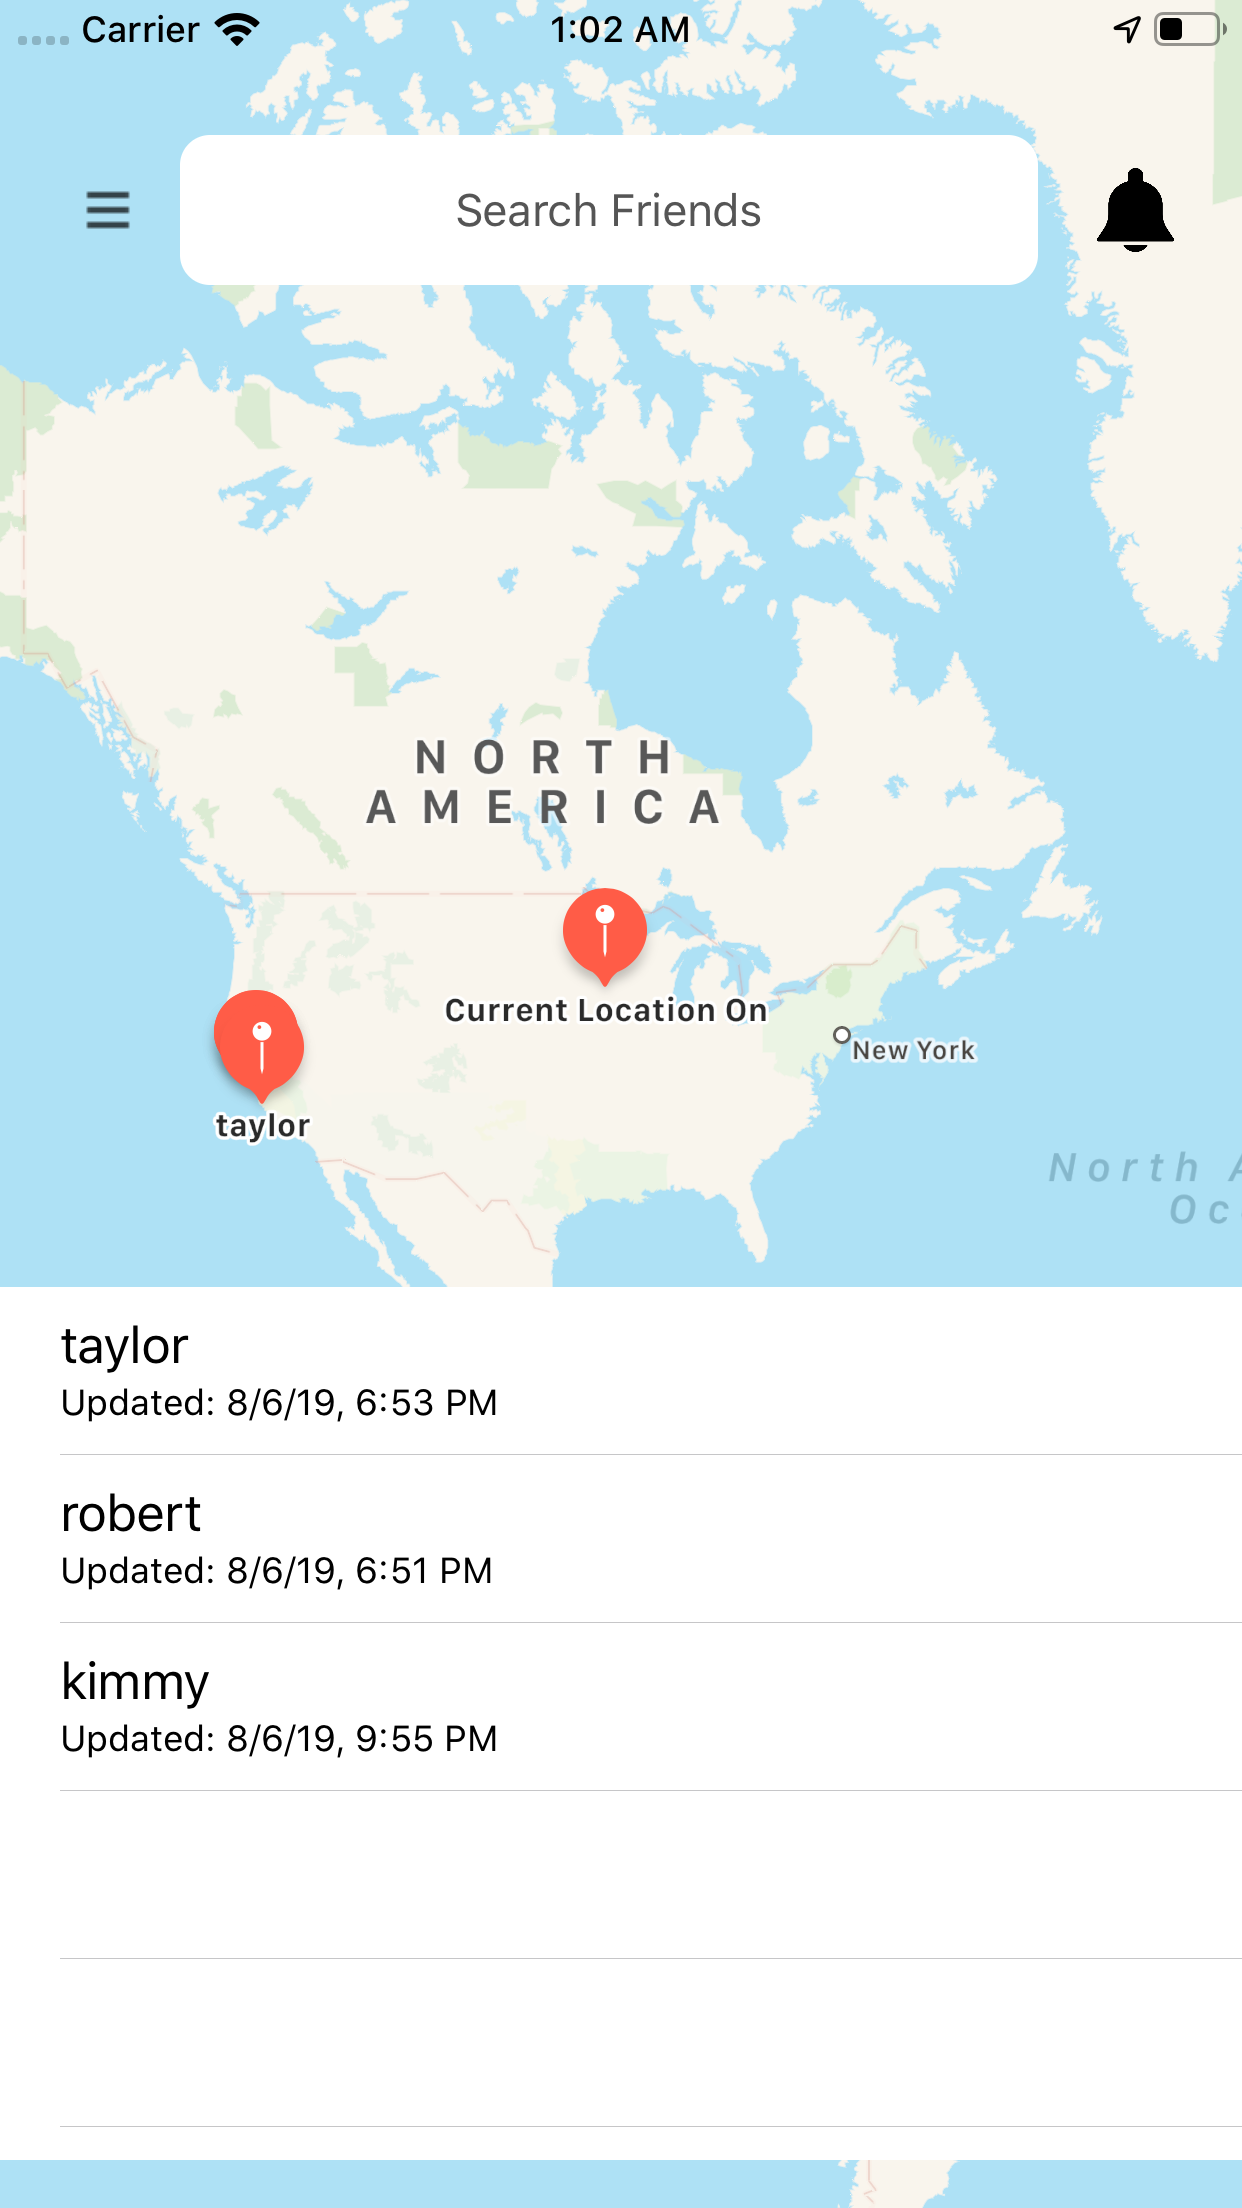 Carrier
1:02 AM
Search Friends
NORTH
AMERICA
Current Location On
New York
taylor
North
Oc
taylor
Updated: 8/6/19, 6:53 PM
robert
Updated: 8/6/19, 6:51 PM
kimmy
Updated: 8/6/19, 9:55 PM